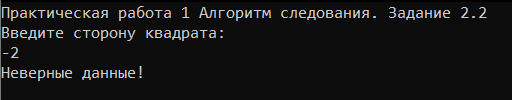 Практическая работа 1 Алгоритм следования. Задание 2.2
Введите сторону квадрата:
-2
Неверные данные!